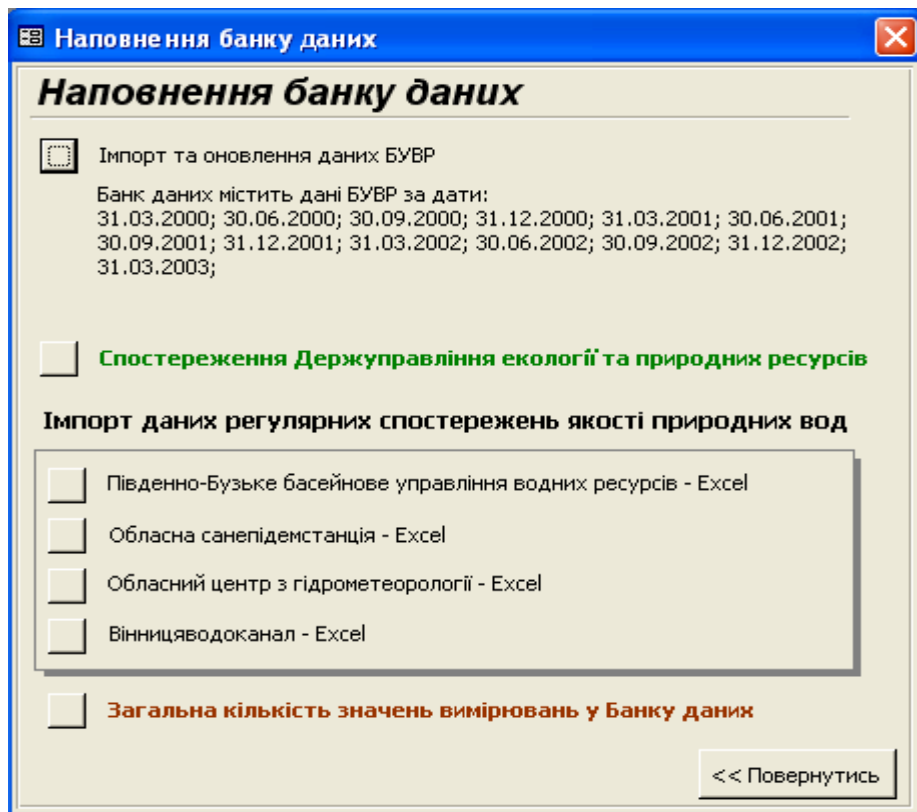 Наповнення банку даних
Наповнення банку даних
Імпорт та оновлення даних БУВР
Банк даних містить дані БУВР за дати:
31.03.2000; 30.06.2000; 30.09.2000; 31.12.2000; 31.03.2001; 30.06.2001;
30.09.2001; 31.12.2001; 31.03.2002; 30.06.2002; 30.09.2002; 31.12.2002;
31.03.2003;
Спостереження Держуправління екології та природних ресурсів
Імпорт даних регулярних спостережень якості природних вод
Південно-Бузьке басейнове управління водних ресурсів - Excel
Обласна санепідемстанція - Excel
Обласний центр з гідрометеорології - Excel
Вінницяводоканал - Excel
Загальна кількість значень вимірювань у Банку даних
<< Повернутись